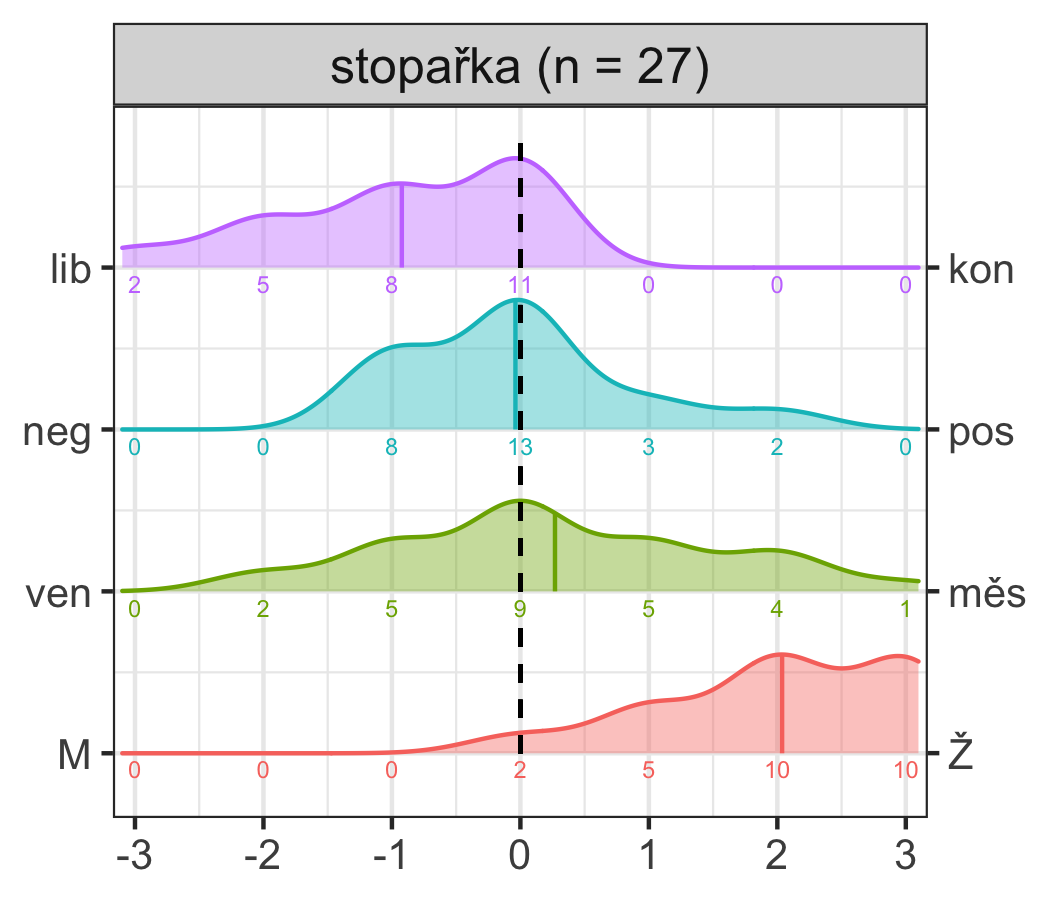 stopařka (n = 27)
lib kon
2 5 8 11 0 0 0
neg pos
0 0 8 13 3 2 0
ven měs
0 2 5 9 5 4 1
M Ž
0 0 0 2 5 10 10
-3 -2 -1 0 1 2 3